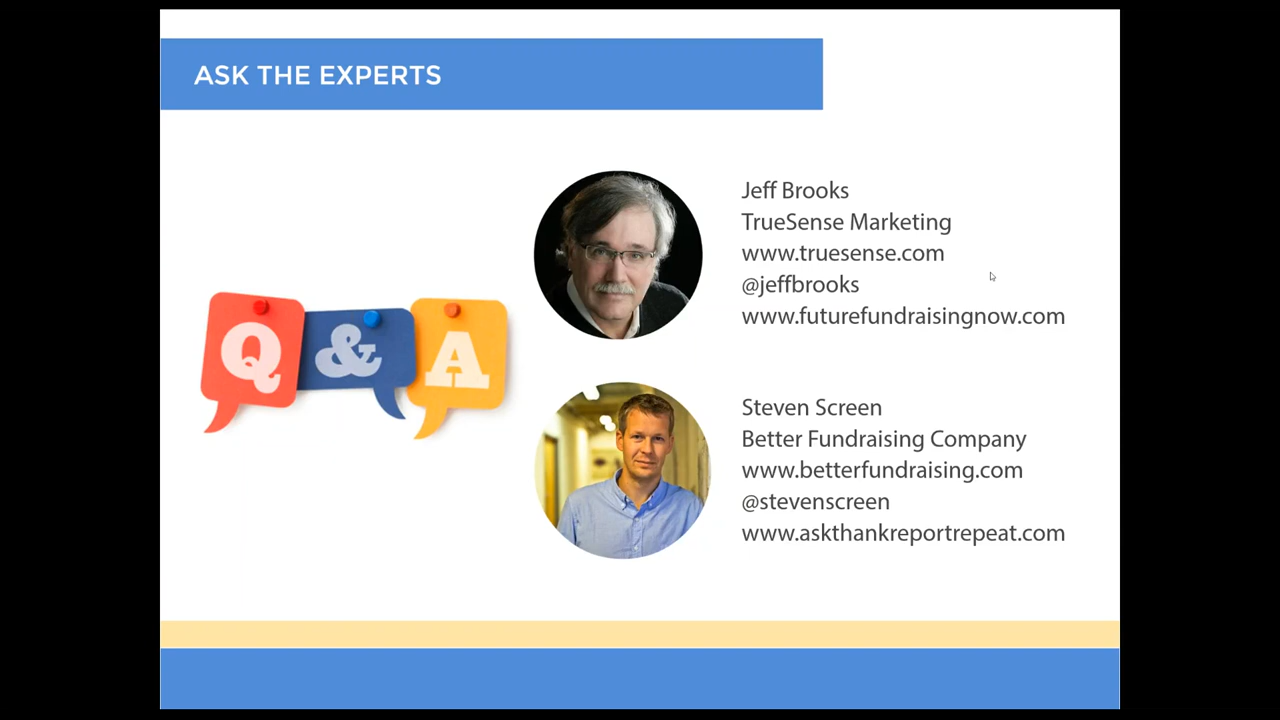 ASK THE EXPERTS
Q & A
Jeff Brooks
TrueSense Marketing
www.truesense.com
@jeffbrooks
www.futurefundraisingnow.com
Steven Screen
Better Fundraising Company
www.betterfundraising.com
@stevenscreen
www.askthankreportrepeat.com